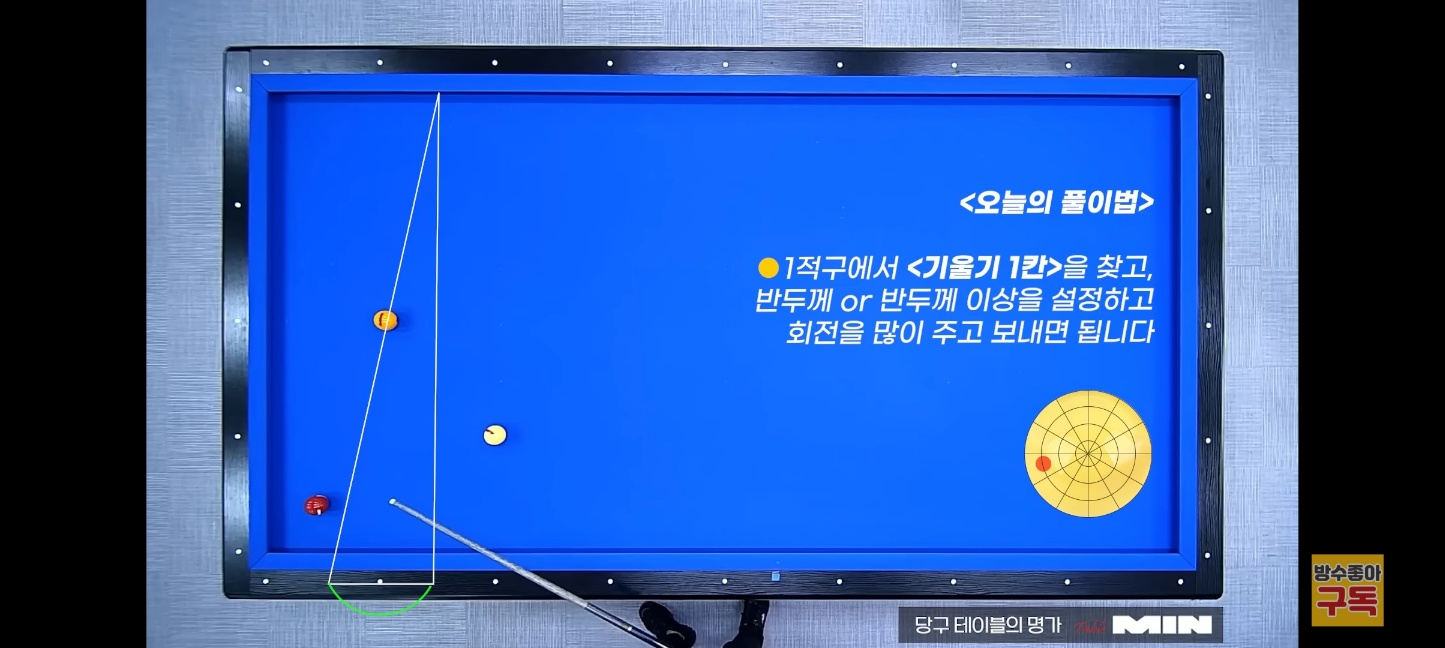 <오늘의 풀이법>
1적구에서 <기울기 1칸>을 찾고,
반두께 or 반두께 이상을 설정하고
회전을 많이 주고 보내면 됩니다
방수좋아
구독
당구 테이블의 명가 MIN